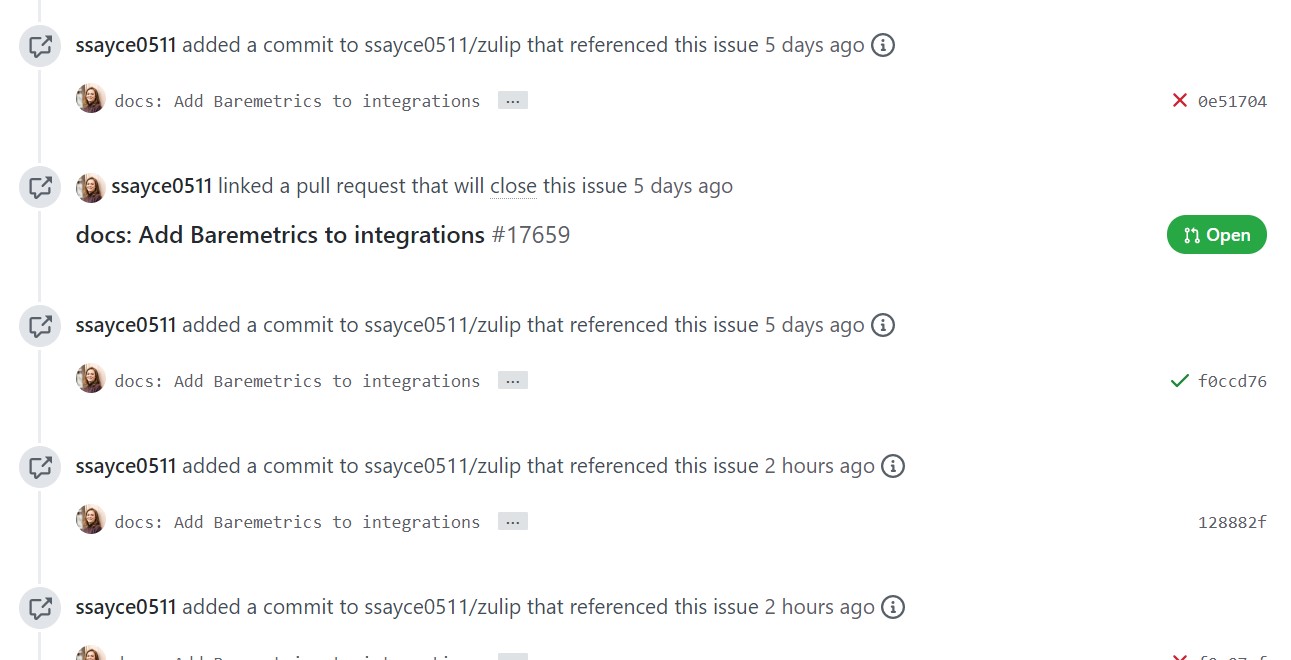 ssayce0511 added a commit to ssayce0511/zulip that referenced this issue 5 days ago
docs: Add Baremetrics to integrations ... 0e51704
ssayce0511 linked a pull request that will close this issue 5 days ago
docs: Add Baremetrics to integrations #17659 Open
ssayce0511 added a commit to ssayce0511/zulip that referenced this issue 5 days ago
docs: Add Baremetrics to integrations ... f0ccd76
ssayce0511 added a commit to ssayce0511/zulip that referenced this issue 2 hours ago
docs: Add Baremetrics to integrations ... 128882f
ssayce0511 added a commit to ssayce0511/zulip that referenced this issue 2 hours ago